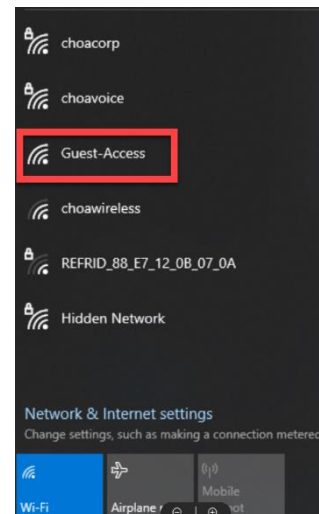 choacorp
choavoice
Guest-Access
choawireless
REFRID_88_E7_12_0B_07_0A
Hidden Network
Network & Internet settings
Change settings, such as making a connection metered
Mobile
Wi-Fi
Airplane